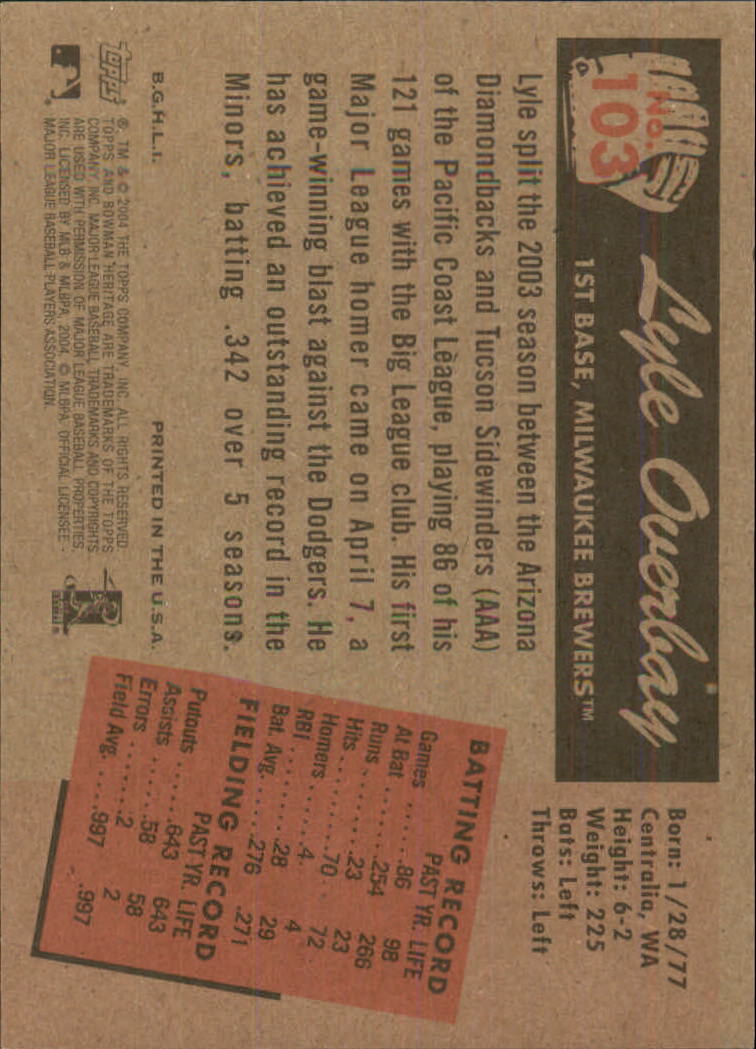 No.
103
Lyle Overbay
1ST BASE, MILWAUKEE BREWERS™
Born: 1/28/77
Centralia, WA
Height: 6-2
Weight: 225
Bats: Left
Throws: Left
Lyle split the 2003 season between the Arizona
Diamondbacks and Tucson Sidewinders (AAA)
of the Pacific Coast League, playing 86 of his
121 games with the Big League club. His first
Major League homer came on April 7, a
game-winning blast against the Dodgers. He
has achieved an outstanding record in the
Minors, batting .342 over 5 seasons.
BATTING RECORD
PAST YR. LIFE
Games ......86 98
At Bat ......254 266
Runs ........23 23
Hits ........70 72
Homers ......4 4
RBI ........28 29
Bat. Avg. ....276 .271
FIELDING RECORD
PAST YR. LIFE
Putouts .....643 643
Assists ......58 58
Errors .......2 2
Field Avg. ....997 .997
B.G.H.L.I. PRINTED IN THE U.S.A.
TOPPS ®, TM & © 2004 THE TOPPS COMPANY, INC. ALL RIGHTS RESERVED.
TOPPS AND BOWMAN HERITAGE ARE TRADEMARKS OF THE TOPPS
COMPANY, INC. MAJOR LEAGUE BASEBALL TRADEMARKS AND COPYRIGHTS
ARE USED WITH PERMISSION OF MAJOR LEAGUE BASEBALL PROPERTIES,
INC. LICENSED BY MLB & MLBPA, 2004. © MLBPA. OFFICIAL LICENSEE -
MAJOR LEAGUE BASEBALL PLAYERS ASSOCIATION.